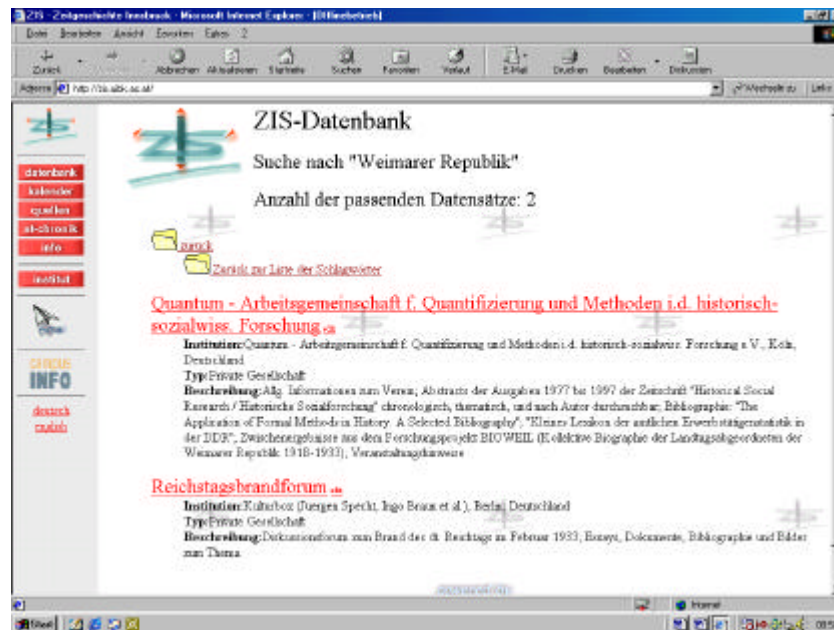 ZIS - Zeitgeschichte Innsbruck - Microsoft Internet Explorer - [Offlinebetrieb]
Datei Bearbeiten Ansicht Favoriten Extras ?
Zurück Abbrechen Aktualisieren Startseite Suchen Favoriten Verlauf E-Mail Drucken Bearbeiten Diskussion
Adresse http://zis.uibk.ac.at/ Wechseln zu Links
ZIS-Datenbank
Suche nach "Weimarer Republik"
Anzahl der passenden Datensätze: 2
datenbank
kalender
quellen
info
institut
INFO
deutsch
english
zurück
Zurück zur Liste der Schlagwörter
Quantum - Arbeitsgemeinschaft f. Quantifizierung und Methoden i.d. historisch-
sozialwiss. Forschung
Institution:Quantum - Arbeitsgemeinschaft f. Quantifizierung und Methoden i.d. historisch-sozialwiss. Forschung e.V., Köln,
Deutschland
Typ:Private Gesellschaft
Beschreibung:Allg. Informationen zum Verein; Abstracts der Ausgaben 1977 bis 1997 der Zeitschrift "Historical Social
Research / Historische Sozialforschung" chronologisch, thematisch, und nach Autor durchsuchbar; Bibliographie: "The
Application of Formal Methods in History. A Selected Bibliography"; "Kleines Lexikon der amtlichen Erwerbstätigenstatistik in
der DDR"; Zwischenergebnisse aus dem Forschungsprojekt BIOWEIL (Kollektive Biographie der Landtagsabgeordneten der
Weimarer Republik 1918-1933); Veranstaltungshinweise
Reichstagsbrandforum
Institution:Kulturbox (Juergen Specht, Ingo Braun et al.), Berlin, Deutschland
Typ:Private Gesellschaft
Beschreibung:Diskussionsforum zum Brand des dt. Reichtags im Februar 1933, Essays, Dokumente, Bibliographie und Bilder
zum Thema
Internet
Start